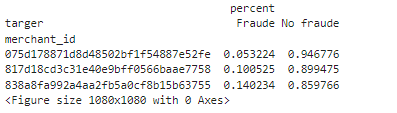 percent
targer Fraude No fraude
merchant_id
075d178871d8d48502bf1f54887e52fe 0.053224 0.946776
817d18cd3c31e40e9bff0566baae7758 0.100525 0.899475
838a8fa992a4aa2fb5a0cf8b15b63755 0.140234 0.859766
<Figure size 1080x1080 with 0 Axes>